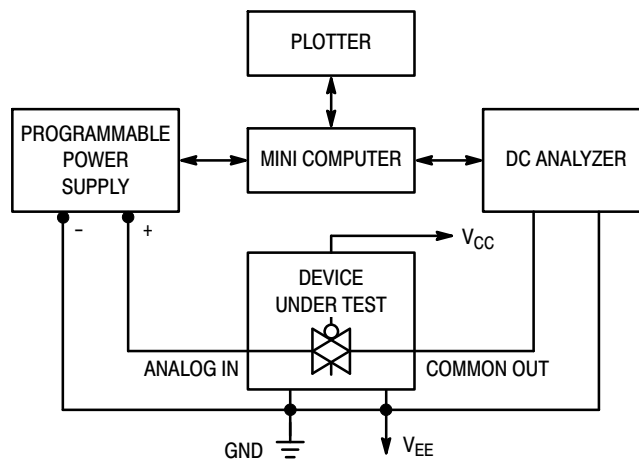 PLOTTER
PROGRAMMABLE
POWER
SUPPLY
MINI COMPUTER
DC ANALYZER
– +
VCC
DEVICE
UNDER TEST
ANALOG IN
COMMON OUT
GND
VEE